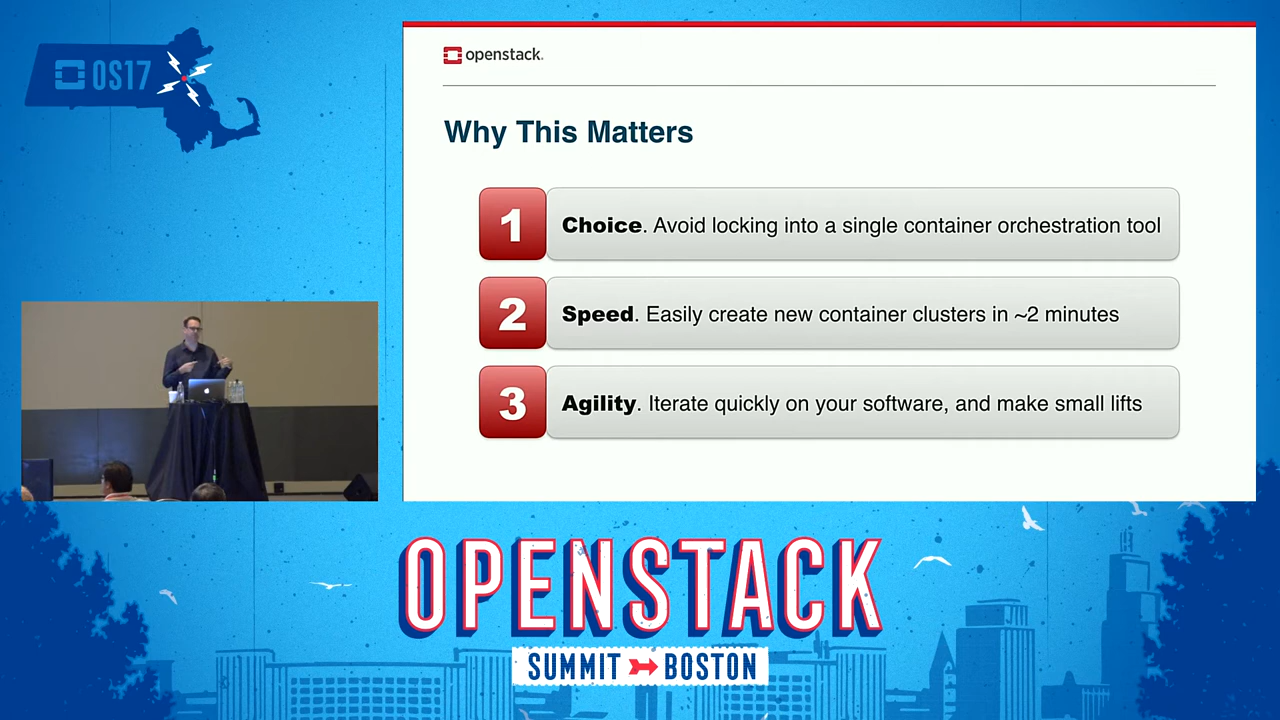 OS17
openstack.
Why This Matters
1 Choice. Avoid locking into a single container orchestration tool
2 Speed. Easily create new container clusters in ~2 minutes
3 Agility. Iterate quickly on your software, and make small lifts
OPENSTACK
SUMMIT BOSTON